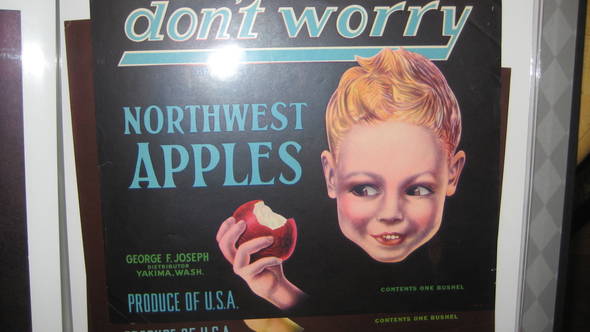 don't worry
NORTHWEST
APPLES
GEORGE F. JOSEPH
DISTRIBUTOR
YAKIMA, WASH.
CONTENTS ONE BUSHEL
PRODUCE OF U.S.A.
CONTENTS ONE BUSHEL
PRODUCE OF U.S.A.